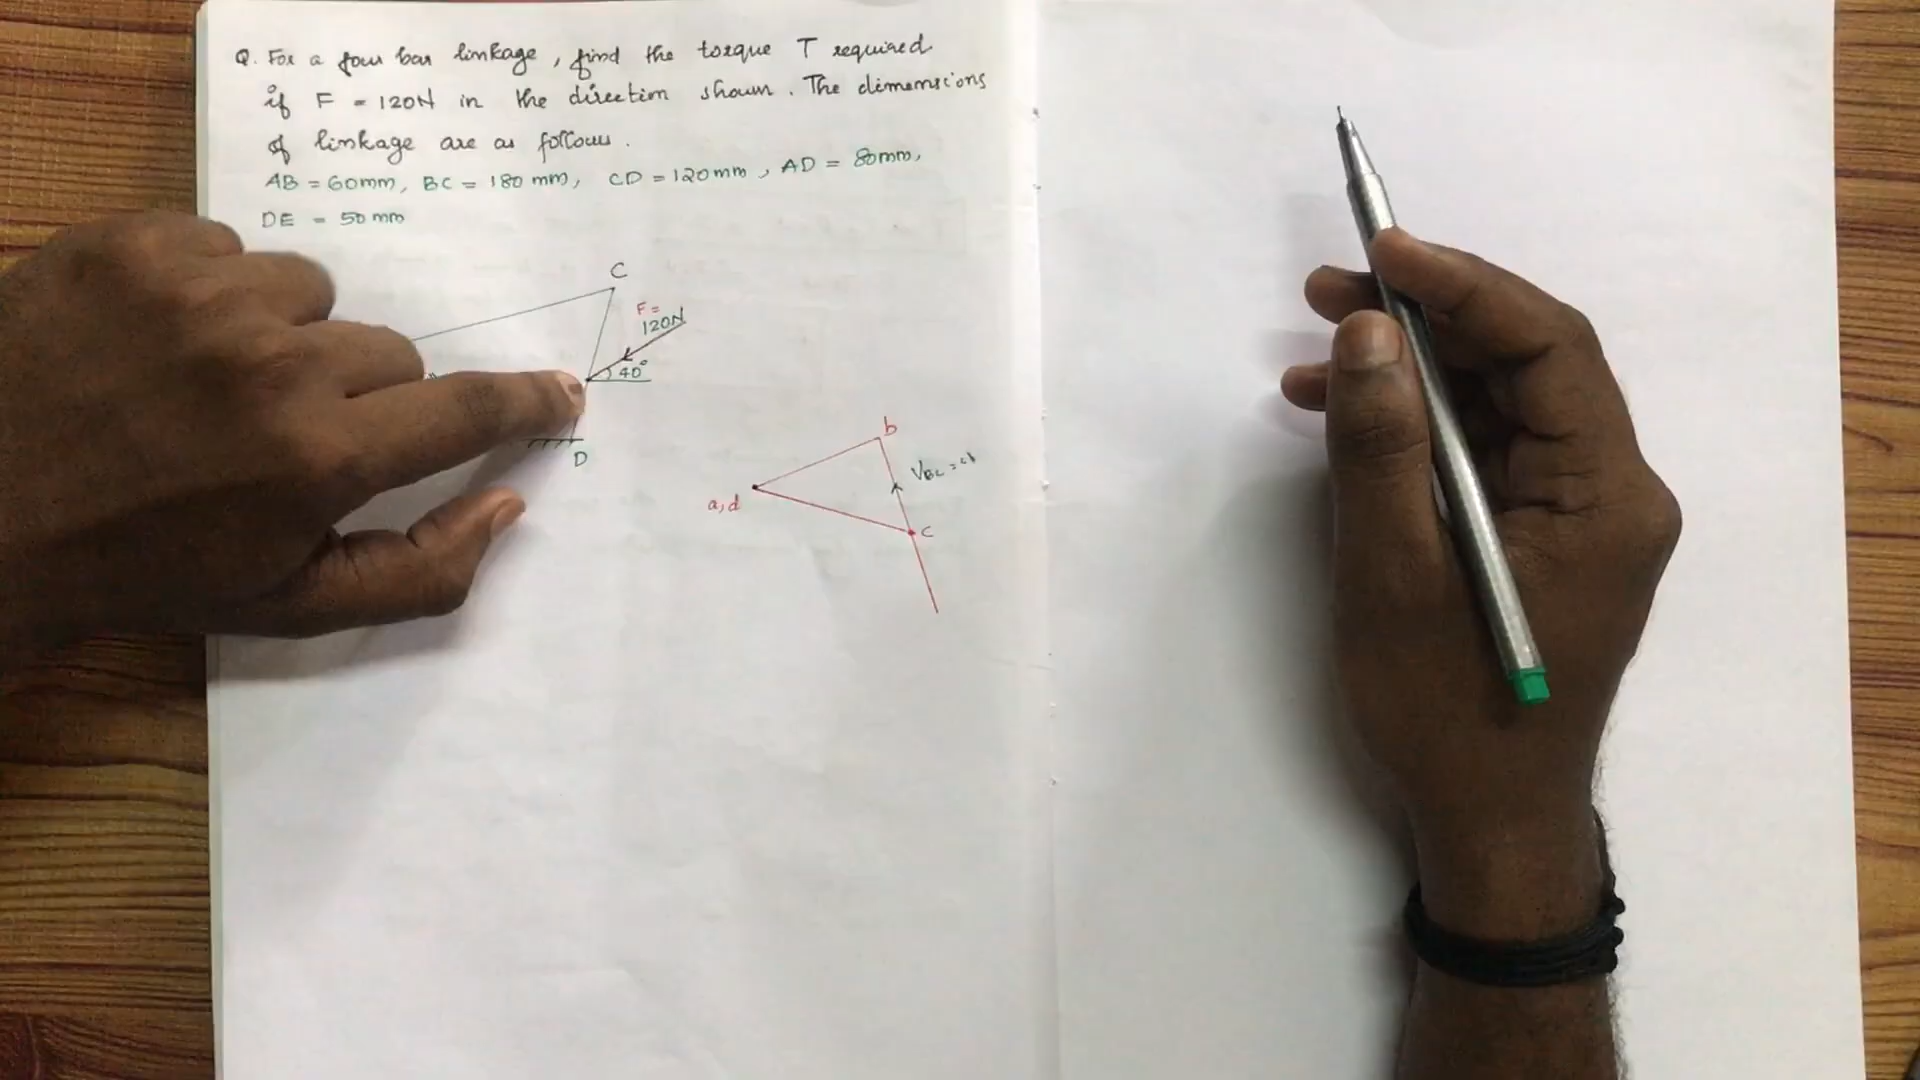 Q. For a four bar linkage, find the torque T required
if F = 120N in the direction shown. The dimensions
of linkage are as follows.
AB = 60mm, BC = 180 mm, CD = 120mm, AD = 80mm,
DE = 50 mm
C
F =
120N
40°
D
b
V_BC =
a,d
c